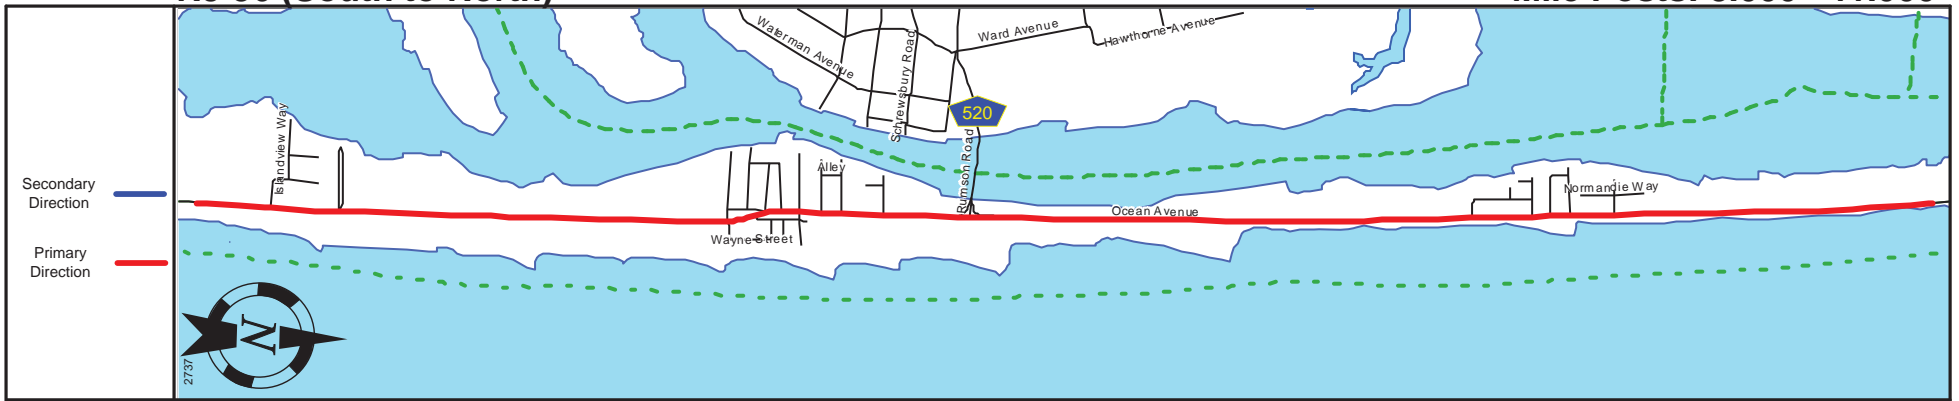 Secondary
Direction
Primary
Direction
Islandview Way
Waterman Avenue
Schrewsbury Road
Ward Avenue
Hawthorne Avenue
520
Rumson Road
Alley
Wayne Street
Ocean Avenue
Normandie Way
N
2737